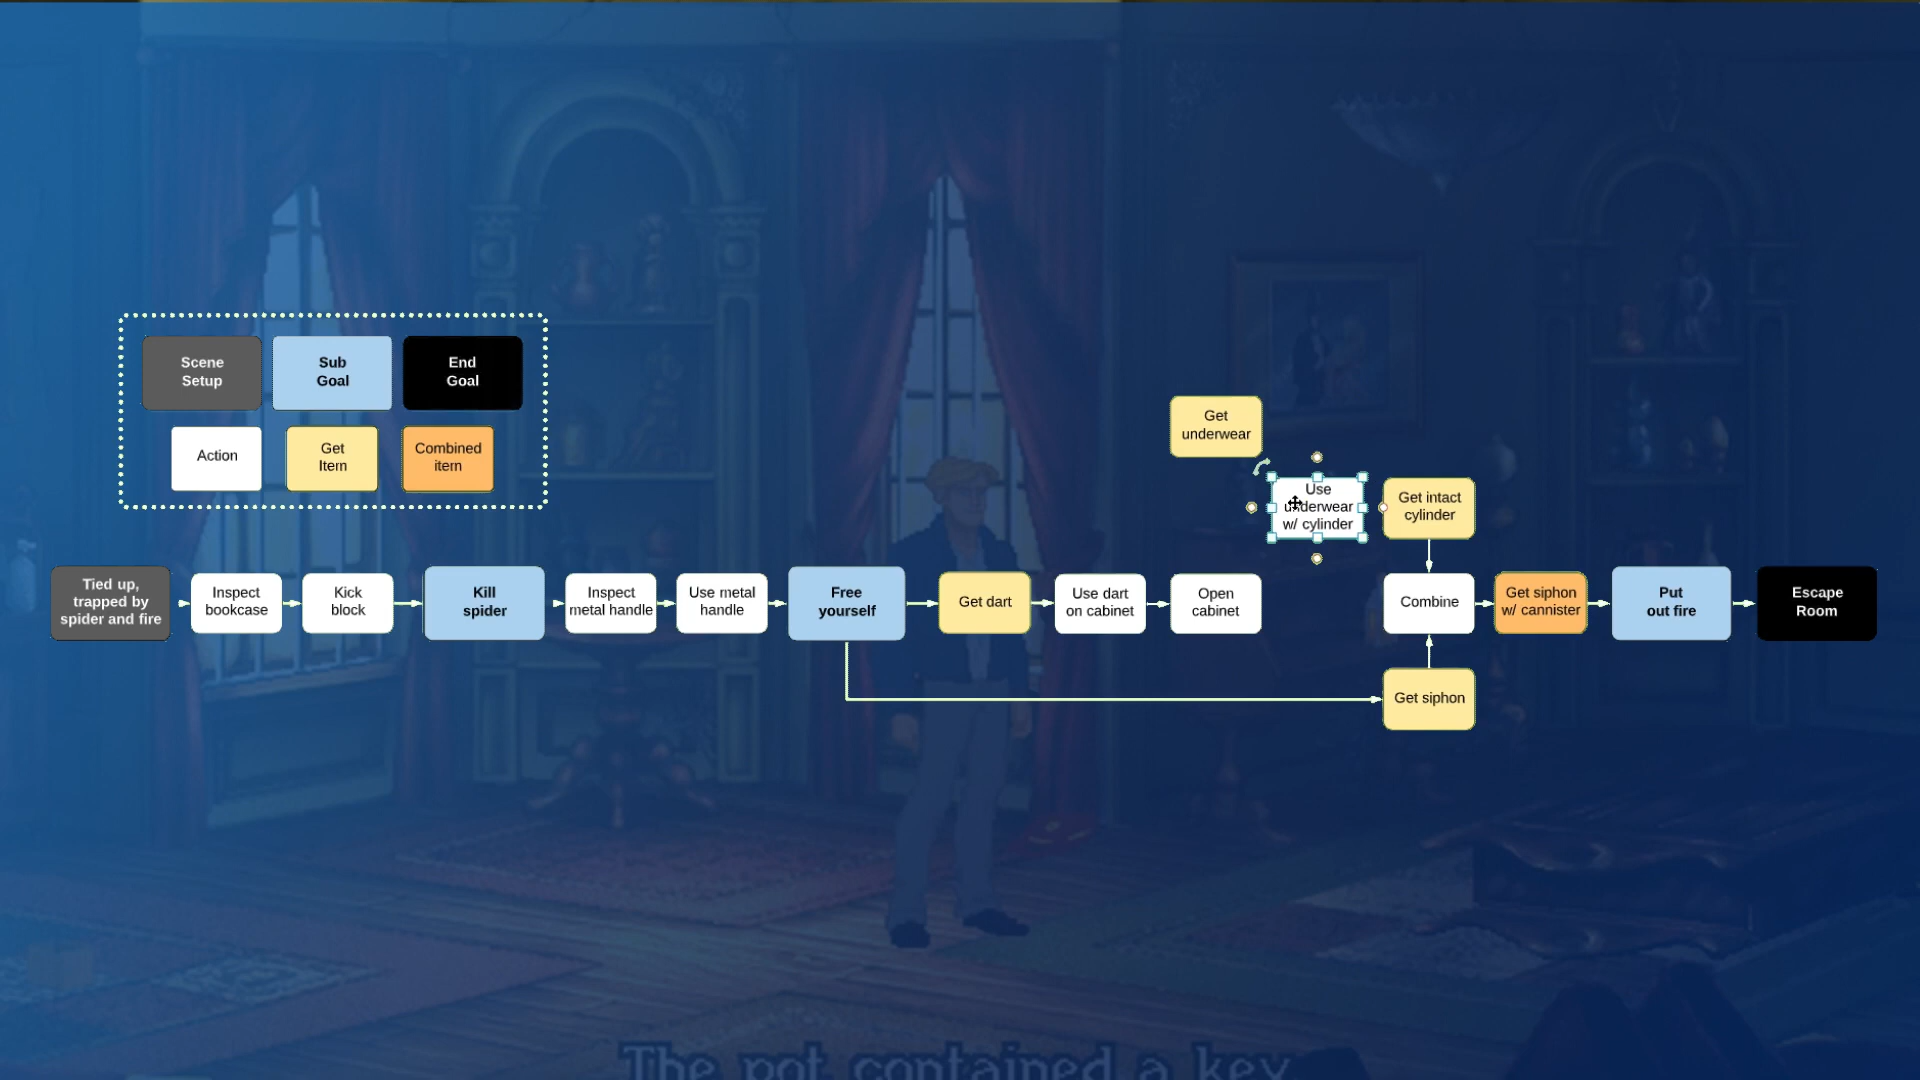 Scene
Setup
Sub
Goal
End
Goal
Action
Get
Item
Combined
item
Get
underwear
Use
underwear
w/ cylinder
Get intact
cylinder
Tied up,
trapped by
spider and fire
Inspect
bookcase
Kick
block
Kill
spider
Inspect
metal handle
Use metal
handle
Free
yourself
Get dart
Use dart
on cabinet
Open
cabinet
Combine
Get siphon
w/ cannister
Put
out fire
Escape
Room
Get siphon
The pot contained a key